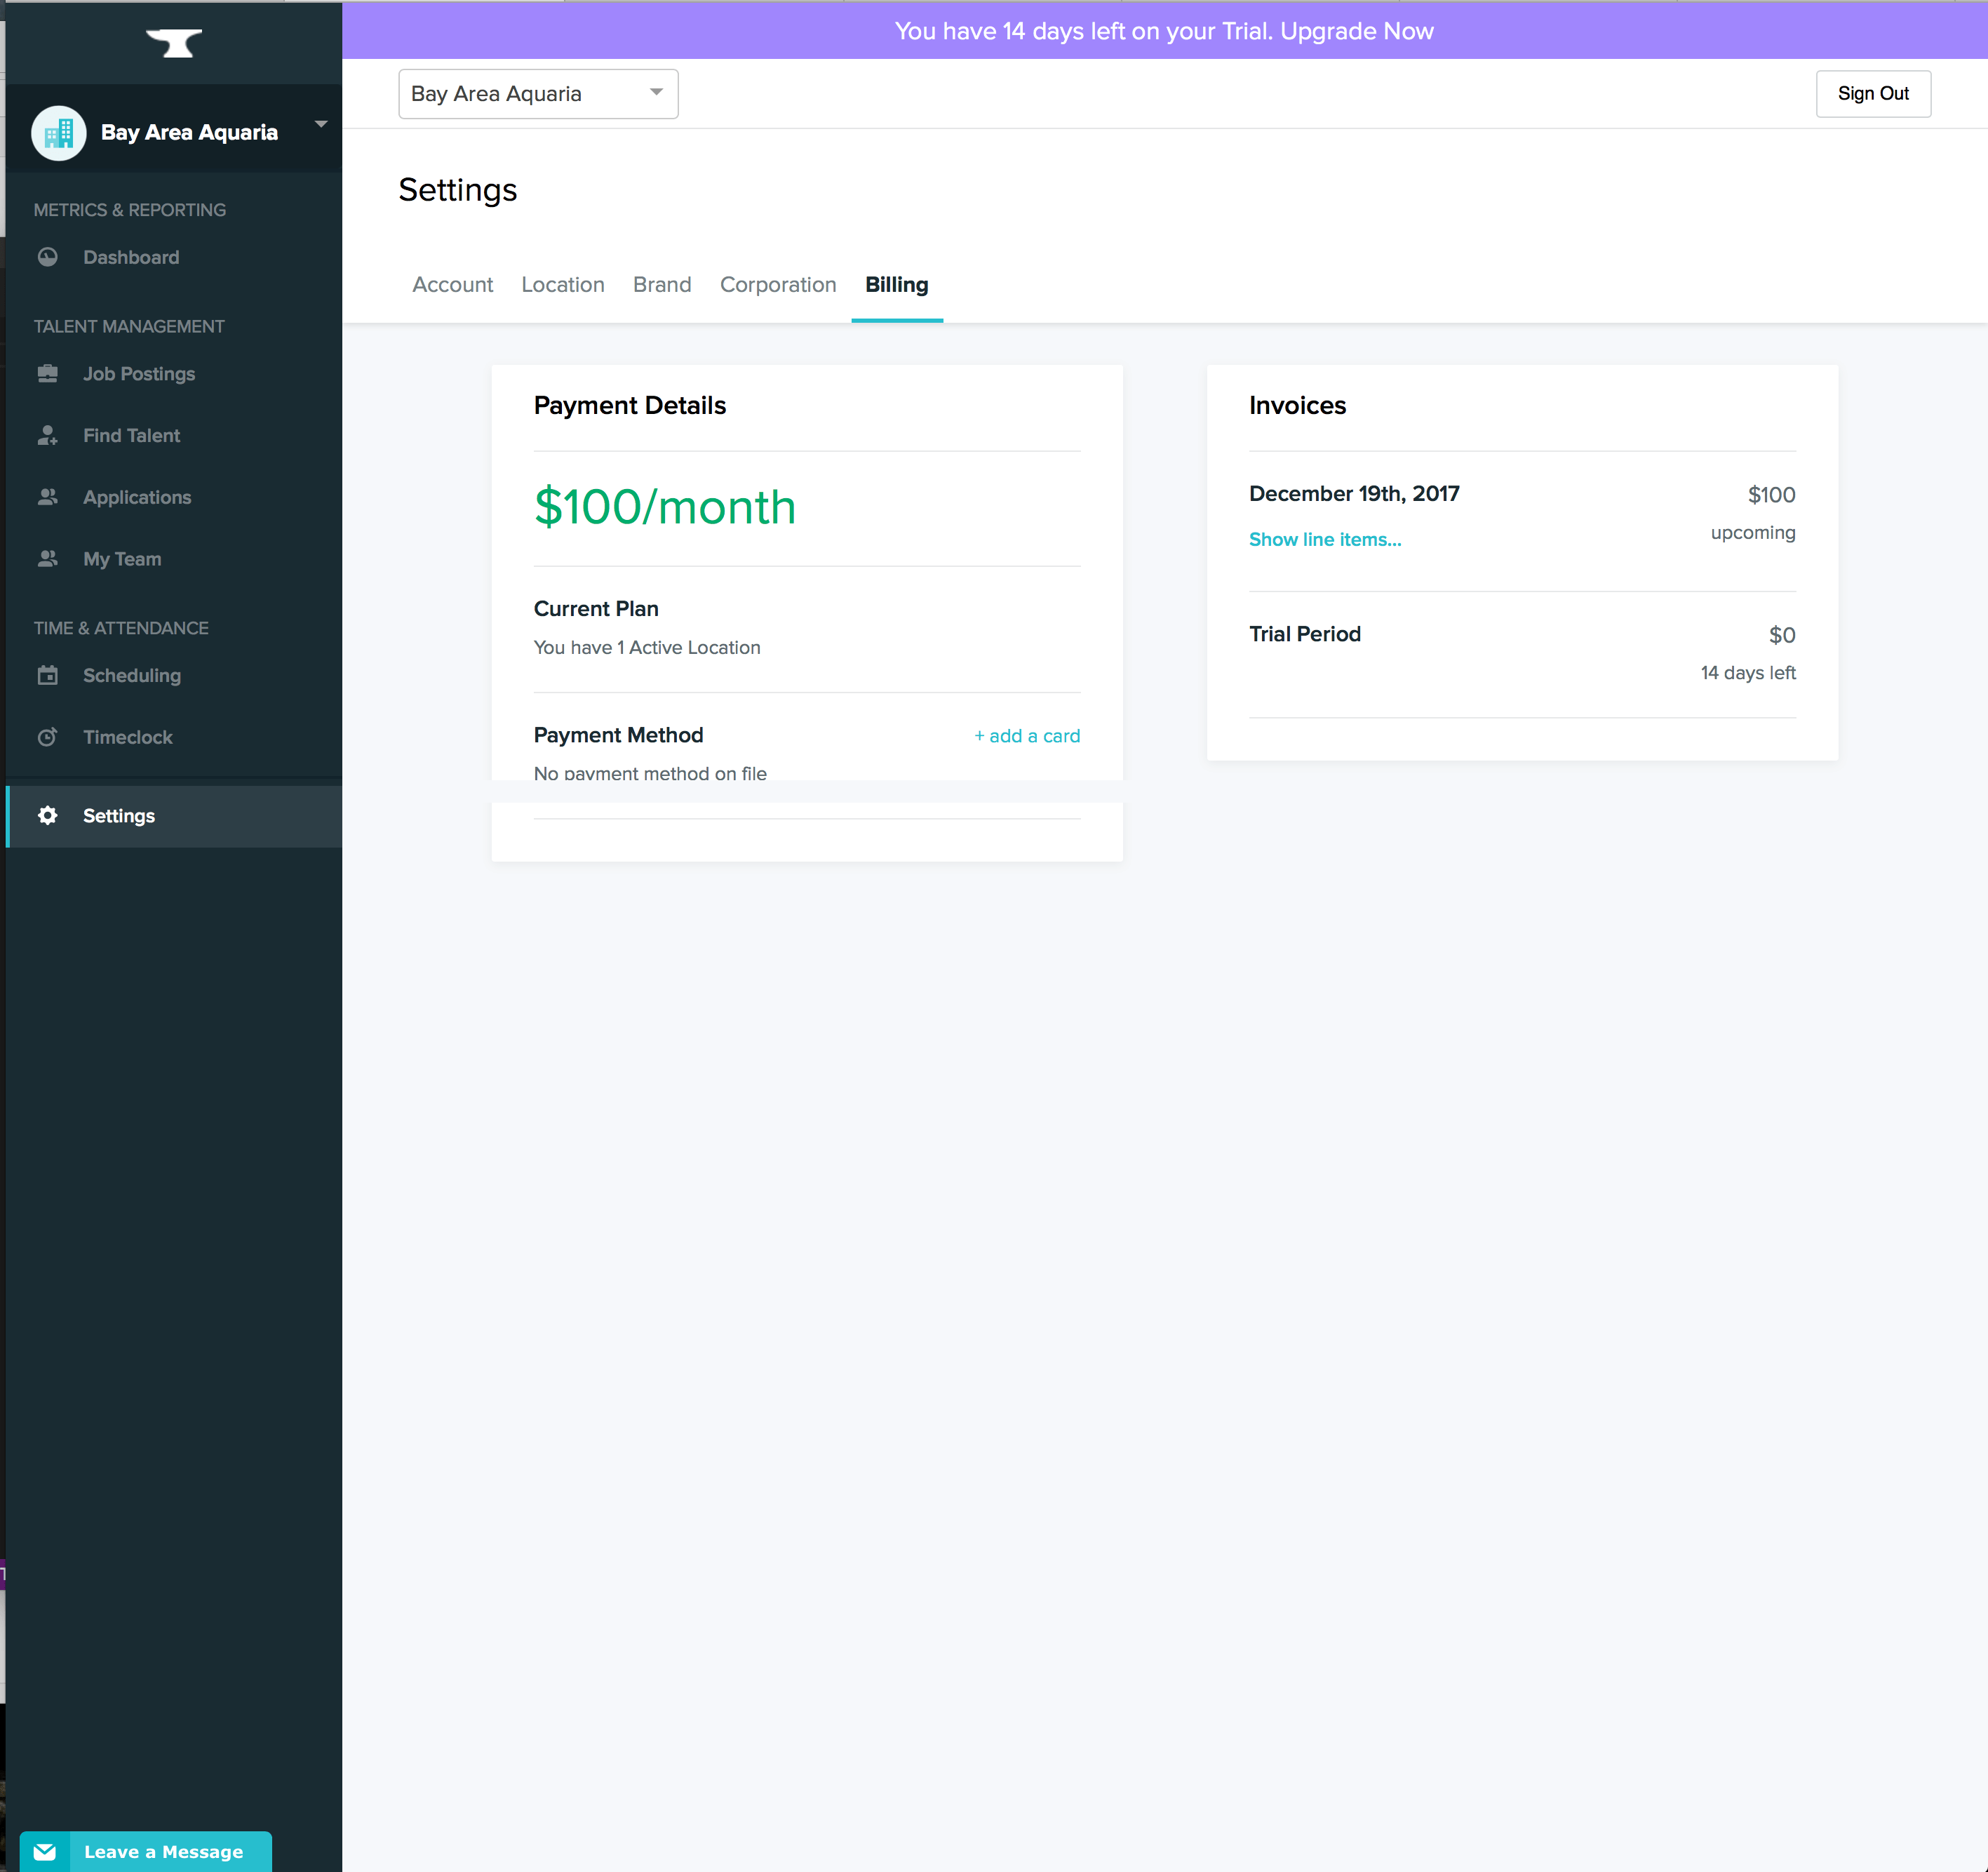 You have 14 days left on your Trial. Upgrade Now
Bay Area Aquaria
Sign Out
Bay Area Aquaria
METRICS & REPORTING
Dashboard
TALENT MANAGEMENT
Job Postings
Find Talent
Applications
My Team
TIME & ATTENDANCE
Scheduling
Timeclock
Settings
Leave a Message
Settings
Account Location Brand Corporation Billing
Payment Details
$100/month
Current Plan
You have 1 Active Location
Payment Method + add a card
No payment method on file
Invoices
December 19th, 2017 $100
upcoming
Show line items...
Trial Period $0
14 days left